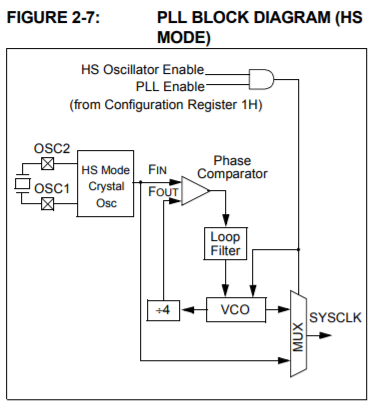 FIGURE 2-7: PLL BLOCK DIAGRAM (HS
MODE)
HS Oscillator Enable
PLL Enable
(from Configuration Register 1H)
OSC2
OSC1
HS Mode
Crystal
Osc
FIN
FOUT
Phase
Comparator
Loop
Filter
÷4
VCO
MUX
SYSCLK